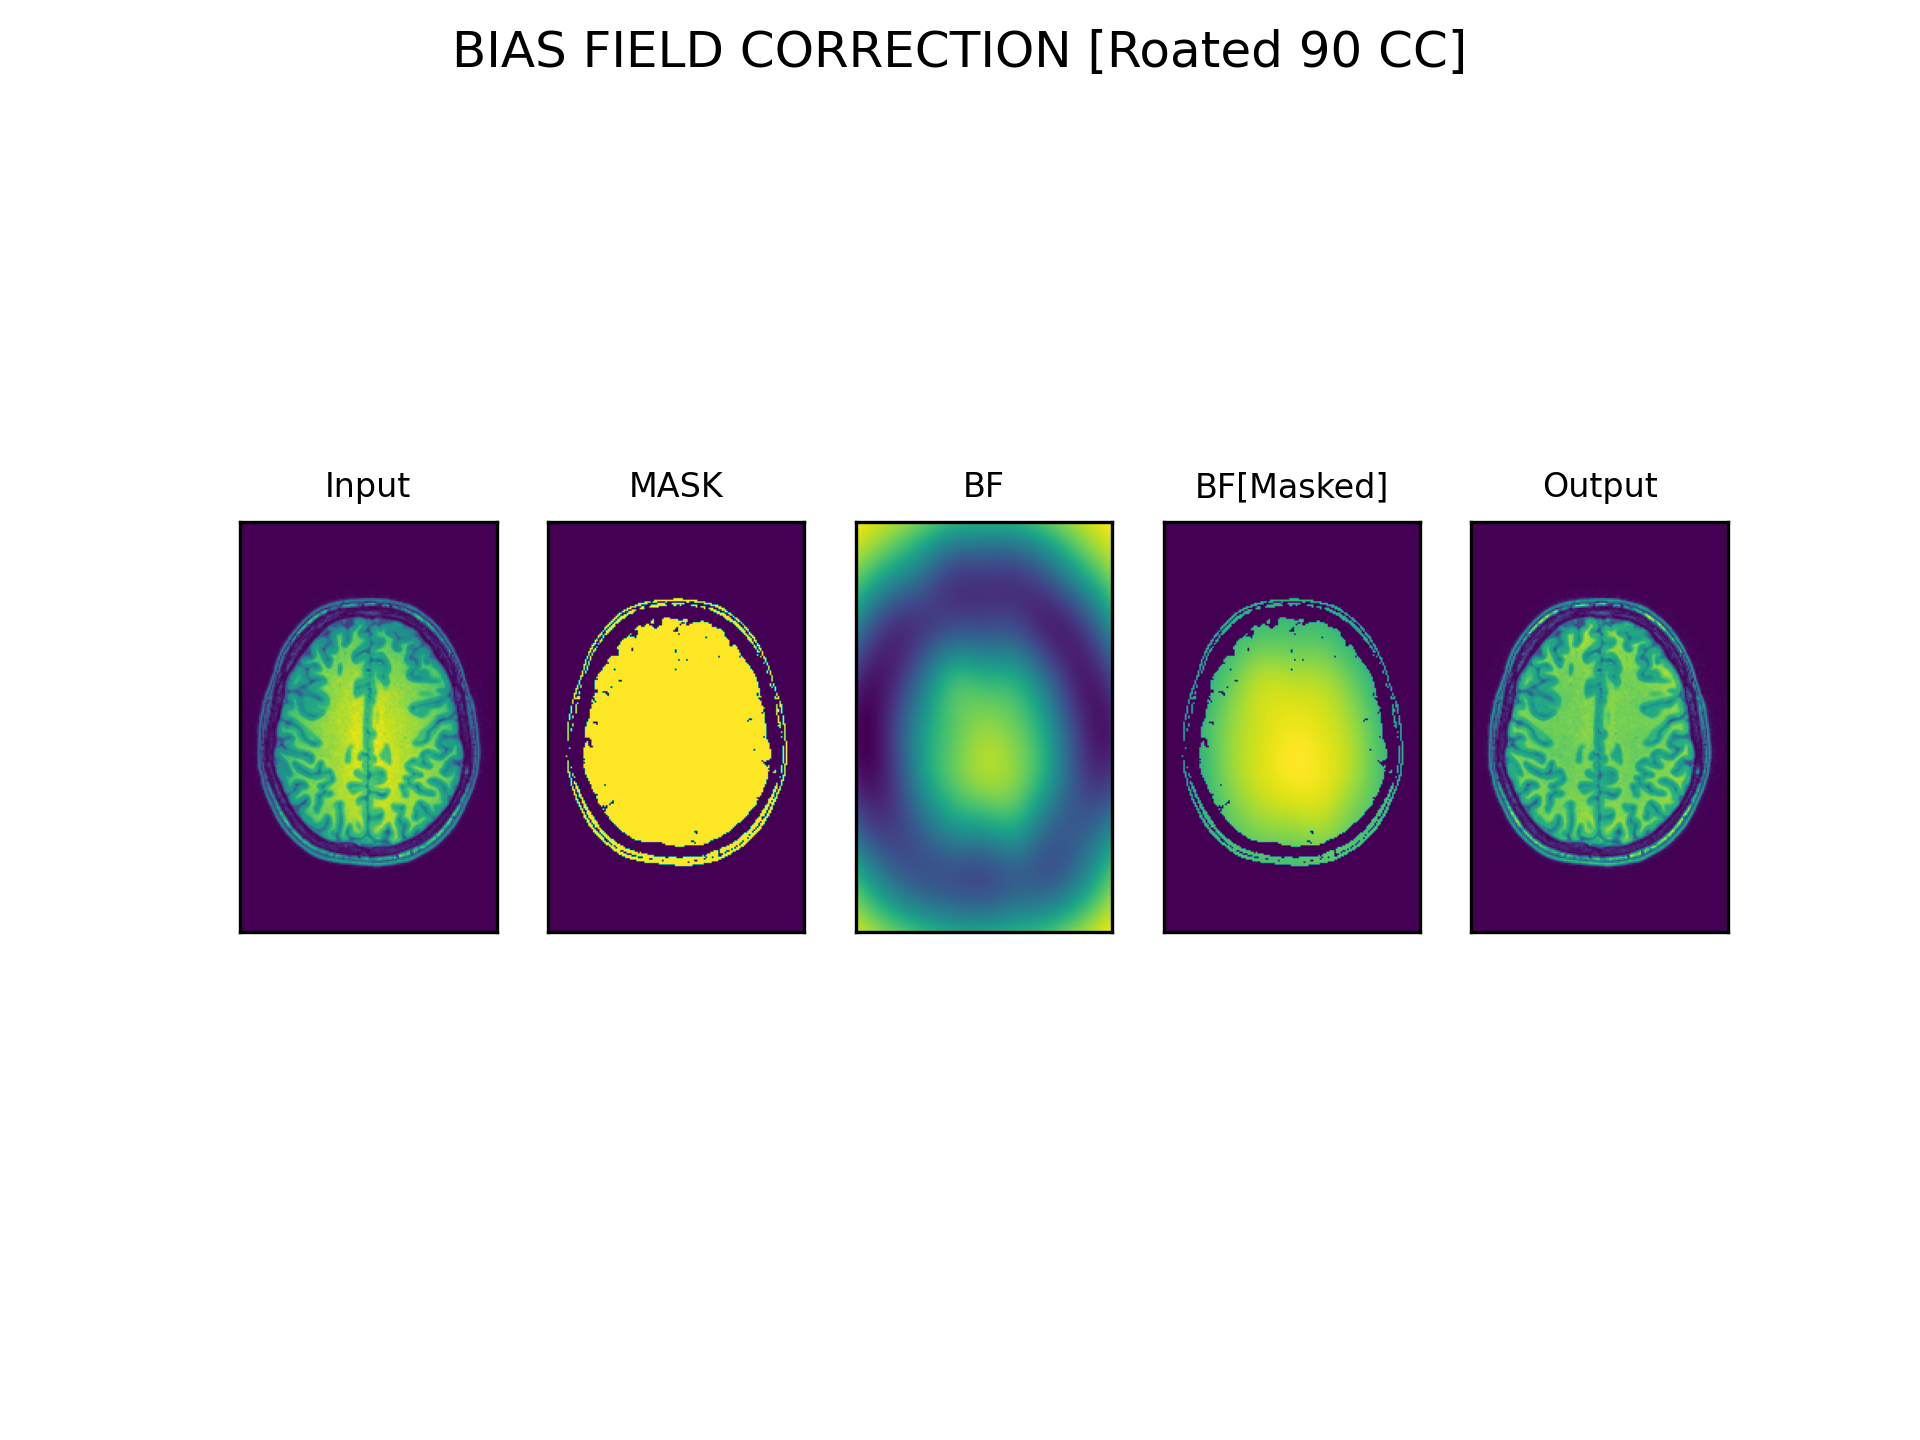 BIAS FIELD CORRECTION [Roated 90 CC]
Input
MASK
BF
BF[Masked]
Output